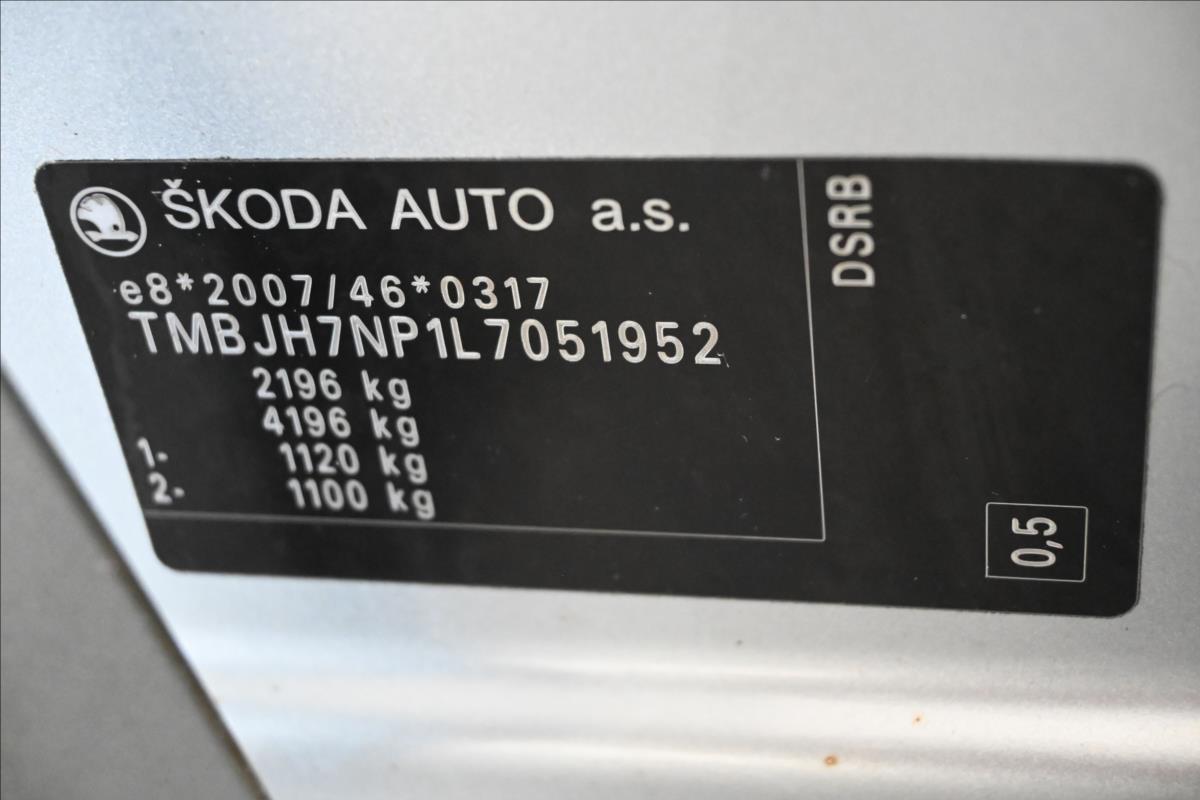 ŠKODA AUTO a.s.
e8*2007/46*0317
TMBJH7NP1L7051952
2196 kg
4196 kg
1- 1120 kg
2- 1100 kg
DSRB
0,5